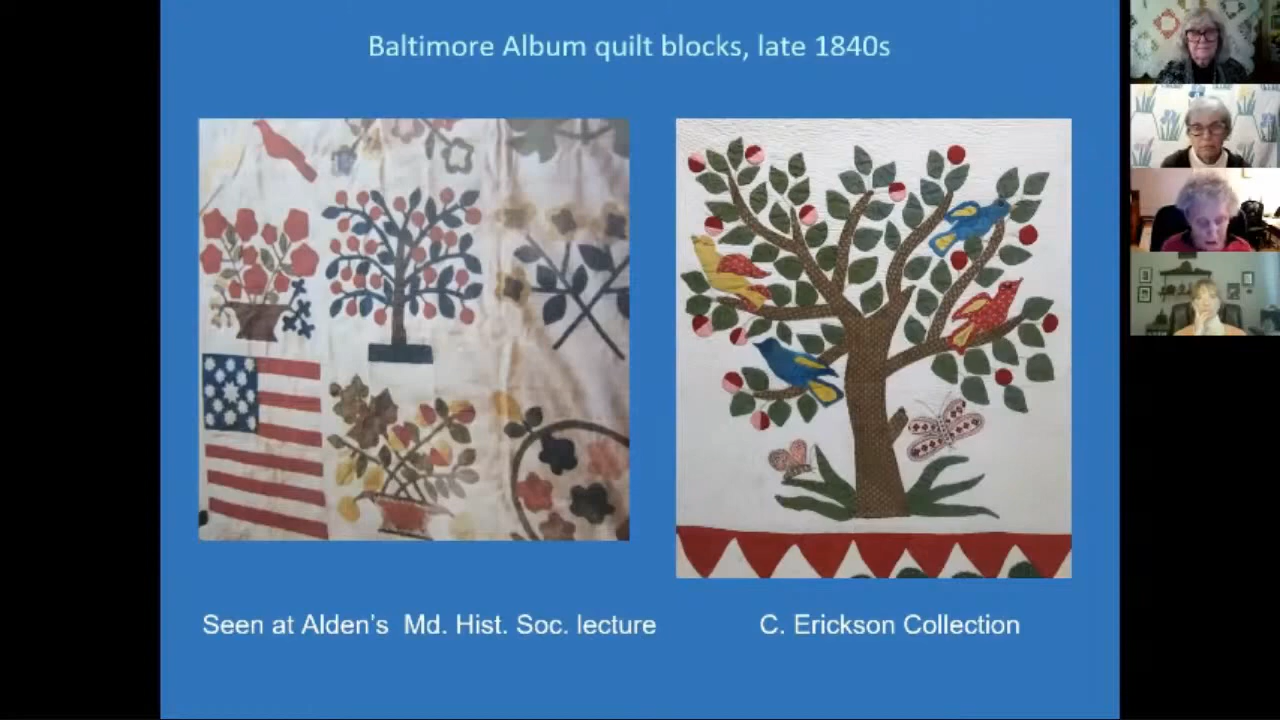 Baltimore Album quilt blocks, late 1840s
Seen at Alden's Md. Hist. Soc. lecture
C. Erickson Collection